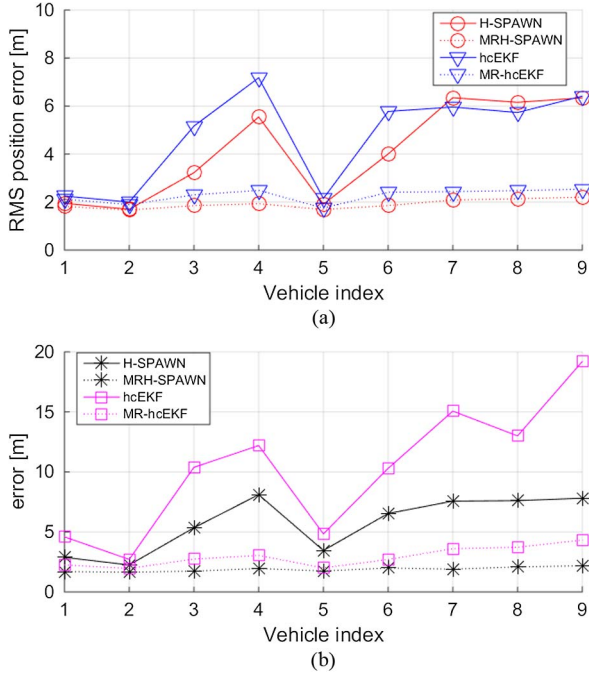 10
8
6
4
2
0
RMS position error [m]
H-SPAWN
MRH-SPAWN
hcEKF
MR-hcEKF
1 2 3 4 5 6 7 8 9
Vehicle index
(a)
20
15
10
5
0
error [m]
H-SPAWN
MRH-SPAWN
hcEKF
MR-hcEKF
1 2 3 4 5 6 7 8 9
Vehicle index
(b)